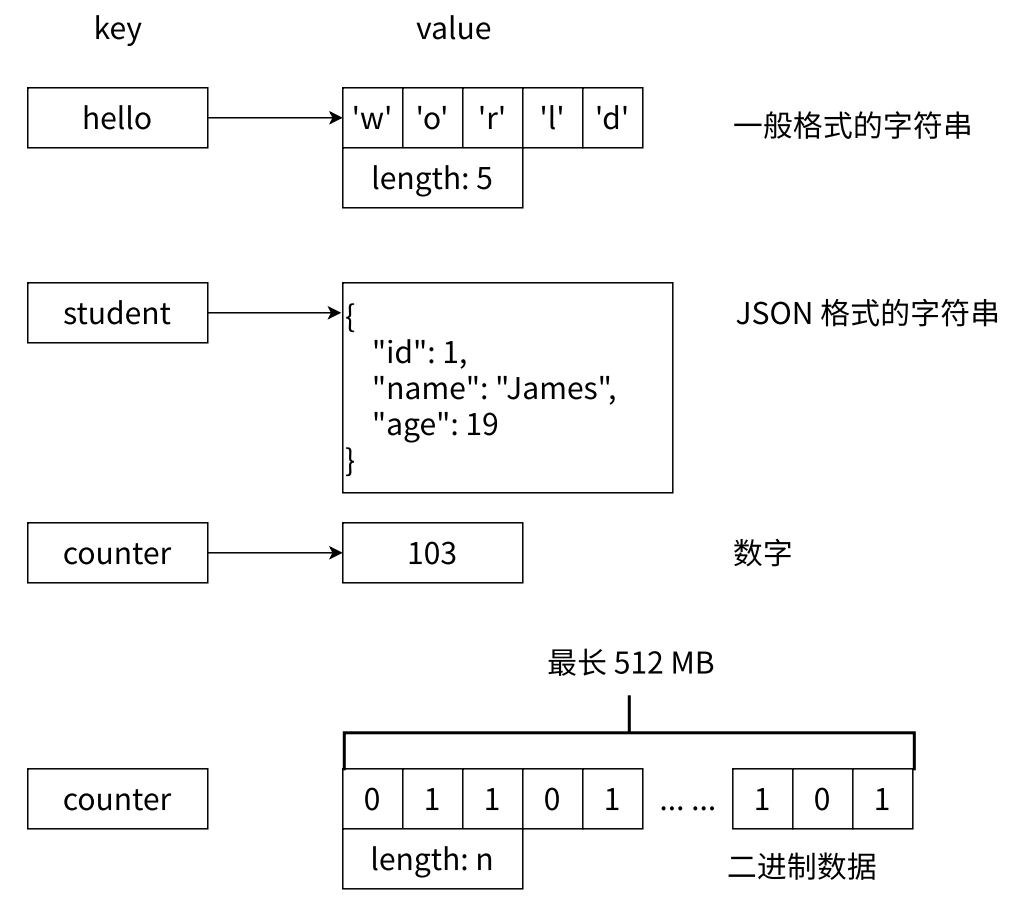 key value
hello 'w' 'o' 'r' 'l' 'd' 一般格式的字符串
length: 5
student { JSON 格式的字符串
"id": 1,
"name": "James",
"age": 19
}
counter 103 数字
最长 512 MB
counter 0 1 1 0 1 ... ... 1 0 1
length: n 二进制数据